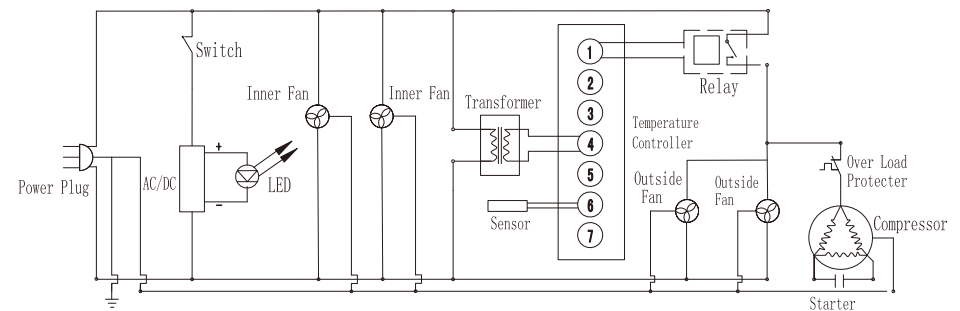 Switch
Inner Fan
Inner Fan
Transformer
1
2
3
4
5
6
7
Relay
Temperature
Controller
Power Plug
AC/DC
+
−
LED
Sensor
Outside
Fan
Outside
Fan
Over Load
Protecter
Compressor
Starter